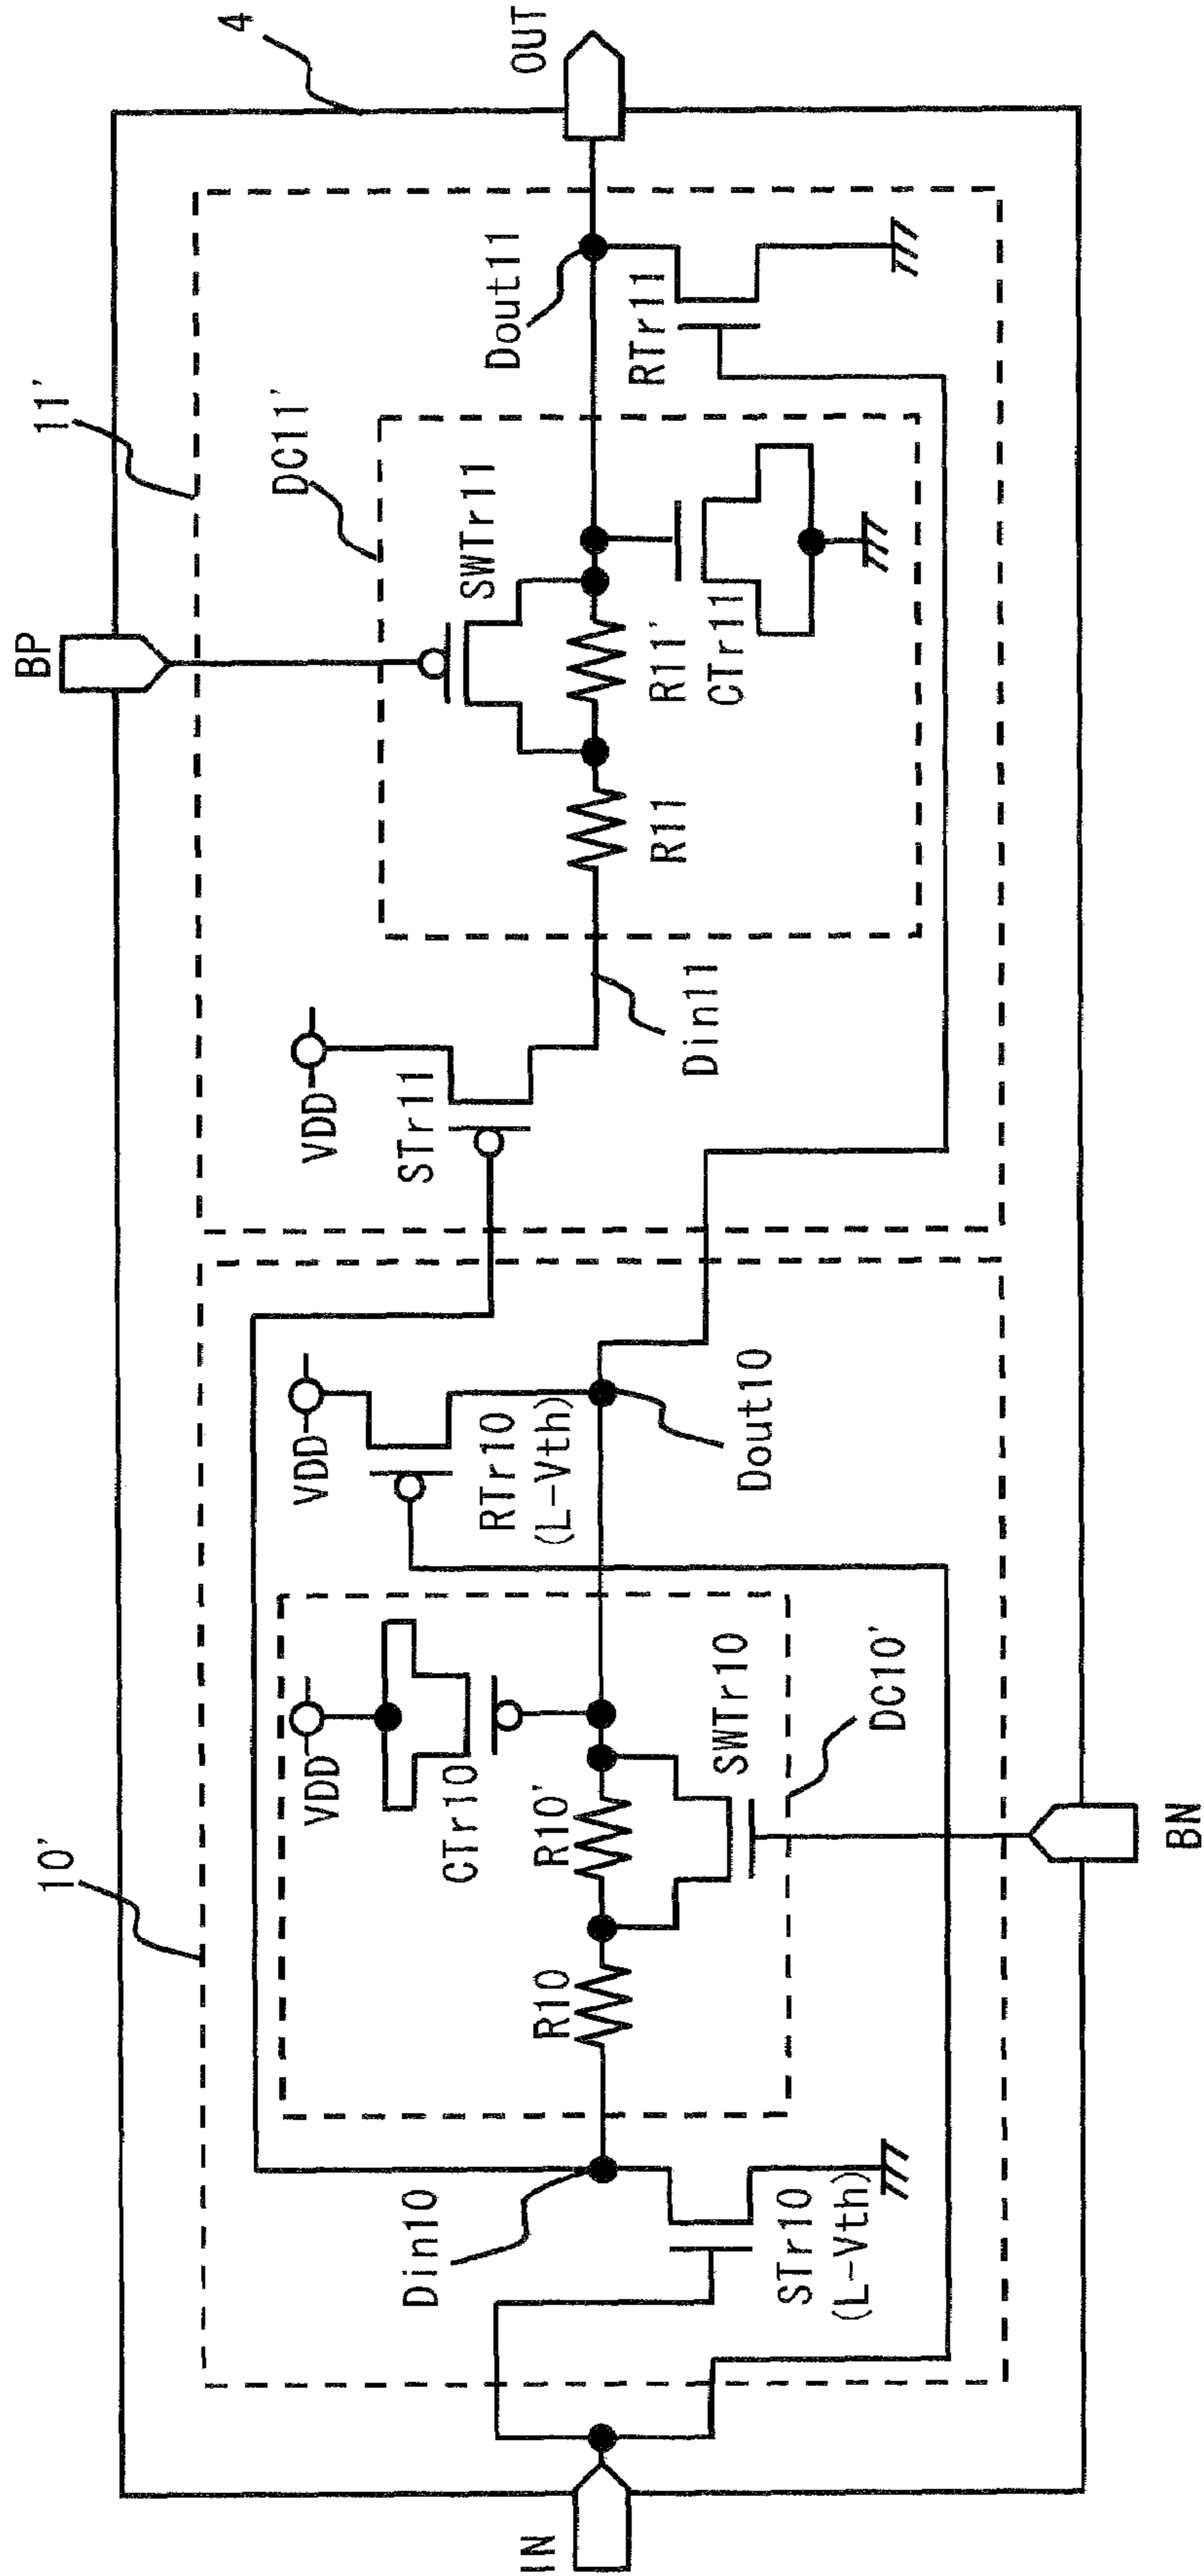 4
11'
10'
BP
OUT
DC11'
Dout11
SWTr11
RTr11
R11'
CTr11
R11
VDD
STr11
Din11
VDD
RTr10
(L-Vth)
Dout10
VDD
CTr10
R10'
SWTr10
DC10'
R10
Din10
STr10
(L-Vth)
BN
IN